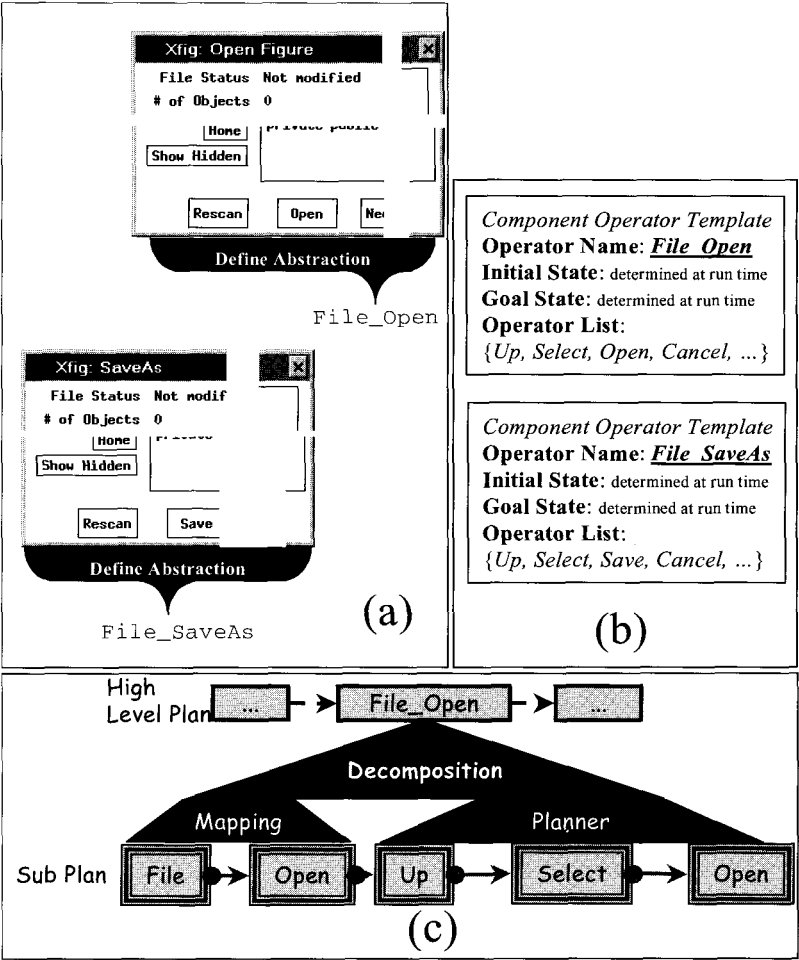 Xfig: Open Figure
File Status Not modified
# of Objects 0
Home
Show Hidden
Rescan Open
Define Abstraction
File_Open
Xfig: SaveAs
File Status Not modif
# of Objects 0
Home
Show Hidden
Rescan Save
Define Abstraction
File_SaveAs
(a)
Component Operator Template
Operator Name: File_Open
Initial State: determined at run time
Goal State: determined at run time
Operator List:
{Up, Select, Open, Cancel, ...}
Component Operator Template
Operator Name: File_SaveAs
Initial State: determined at run time
Goal State: determined at run time
Operator List:
{Up, Select, Save, Cancel, ...}
(b)
High
Level Plan
... File_Open ...
Decomposition
Mapping Planner
Sub Plan File Open Up Select Open
(c)